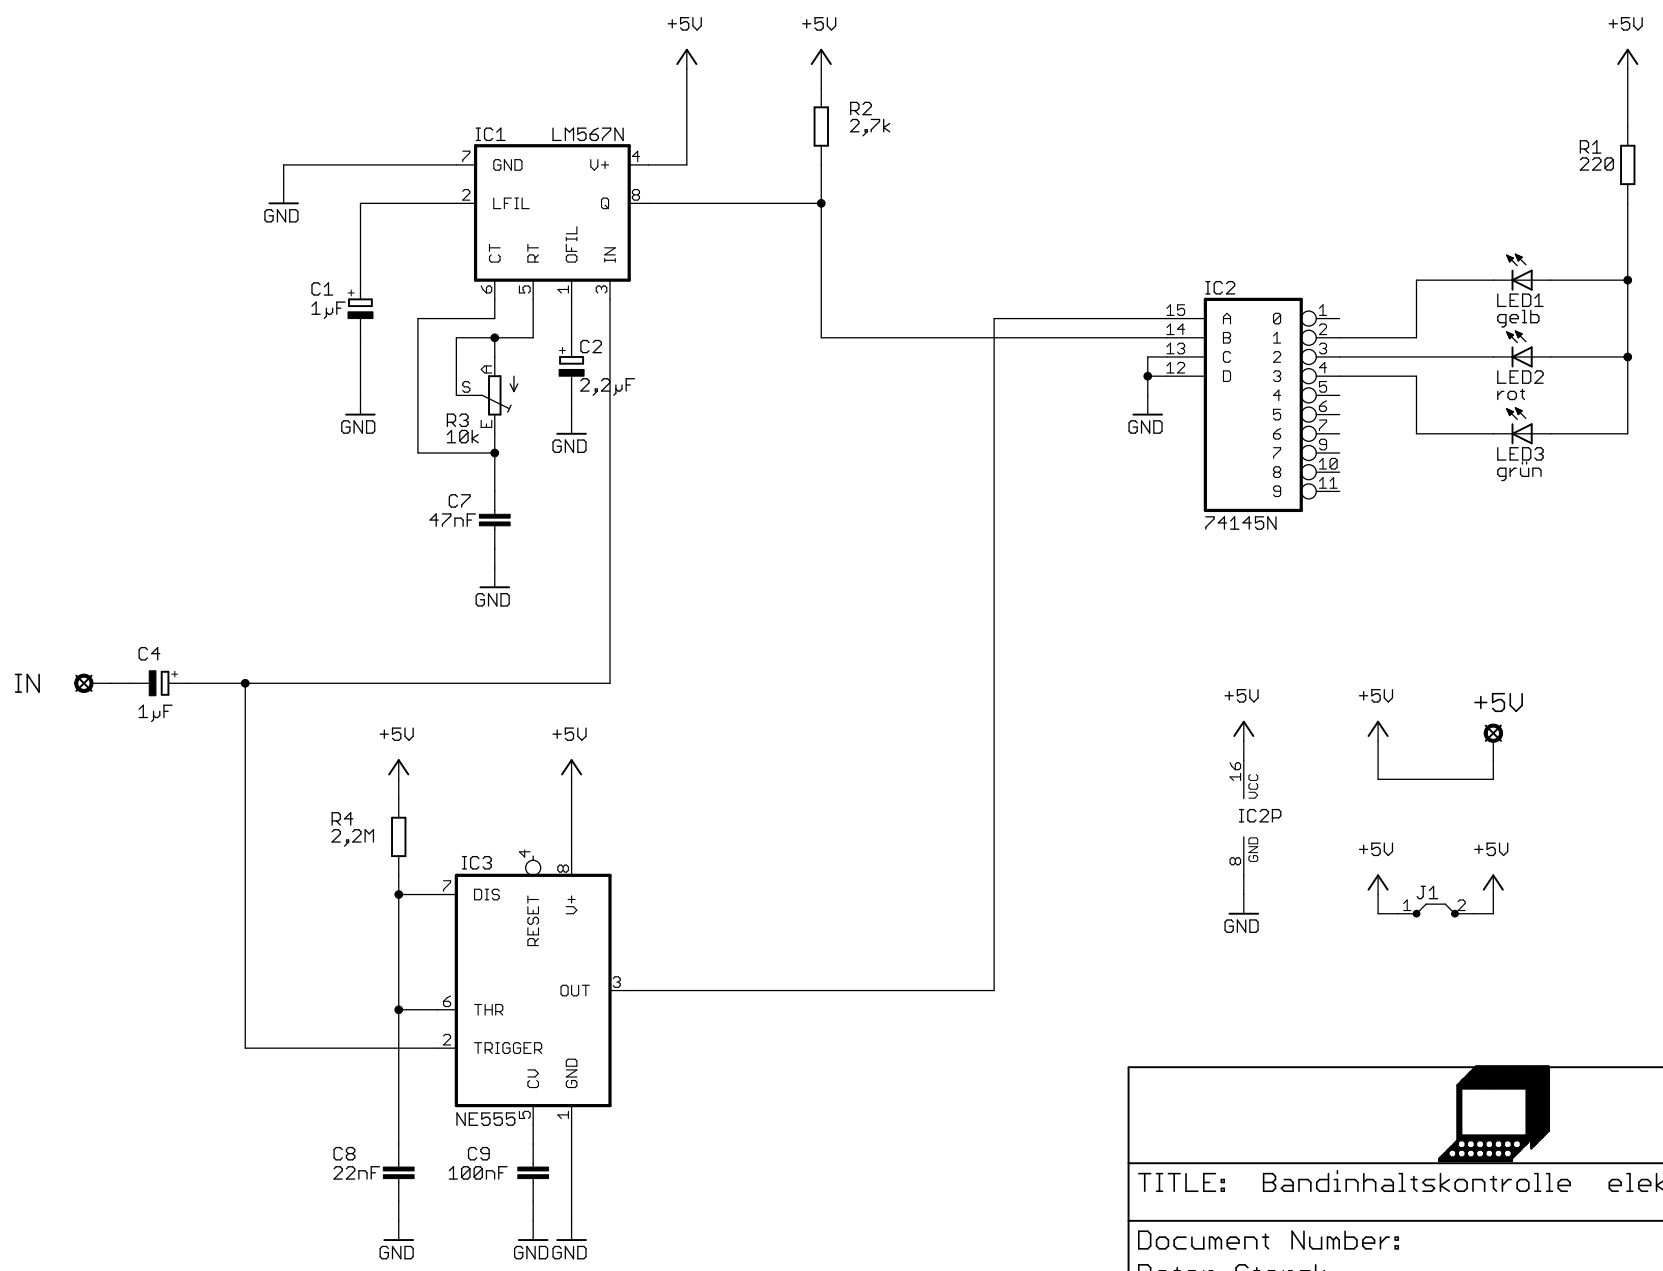 +5V
+5V
+5V
R2
2,7k
IC1
LM567N
R1
220
7
GND
V+
4
2
LFIL
Q
8
GND
CT
RT
OFIL
IN
6
5
1
3
C1
+
1µF
GND
A
S
E
R3
10k
+
C2
2,2µF
GND
C7
47nF
GND
IC2
15
14
13
12
A
B
C
D
0
1
2
3
4
5
6
7
8
9
1
2
3
4
5
6
7
9
10
11
74145N
GND
LED1
gelb
LED2
rot
LED3
grün
IN
C4
+
1µF
+5V
+5V
R4
2,2M
IC3
4
8
7
DIS
RESET
V+
OUT
3
6
THR
2
TRIGGER
CV
GND
NE555
5
1
C8
22nF
C9
100nF
GND
GND
GND
+5V
16
VCC
IC2P
8
GND
GND
+5V
+5V
+5V
+5V
J1
1
2
TITLE: Bandinhaltskontrolle elek
Document Number: